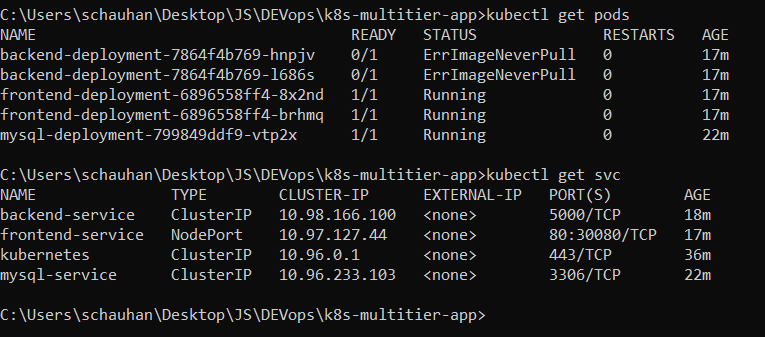 C:\Users\schauhan\Desktop\JS\DEVops\k8s-multitier-app>kubectl get pods
NAME READY STATUS RESTARTS AGE
backend-deployment-7864f4b769-hnpjv 0/1 ErrImageNeverPull 0 17m
backend-deployment-7864f4b769-l686s 0/1 ErrImageNeverPull 0 17m
frontend-deployment-6896558ff4-8x2nd 1/1 Running 0 17m
frontend-deployment-6896558ff4-brhmq 1/1 Running 0 17m
mysql-deployment-799849ddf9-vtp2x 1/1 Running 0 22m
C:\Users\schauhan\Desktop\JS\DEVops\k8s-multitier-app>kubectl get svc
NAME TYPE CLUSTER-IP EXTERNAL-IP PORT(S) AGE
backend-service ClusterIP 10.98.166.100 <none> 5000/TCP 18m
frontend-service NodePort 10.97.127.44 <none> 80:30080/TCP 17m
kubernetes ClusterIP 10.96.0.1 <none> 443/TCP 36m
mysql-service ClusterIP 10.96.233.103 <none> 3306/TCP 22m
C:\Users\schauhan\Desktop\JS\DEVops\k8s-multitier-app>